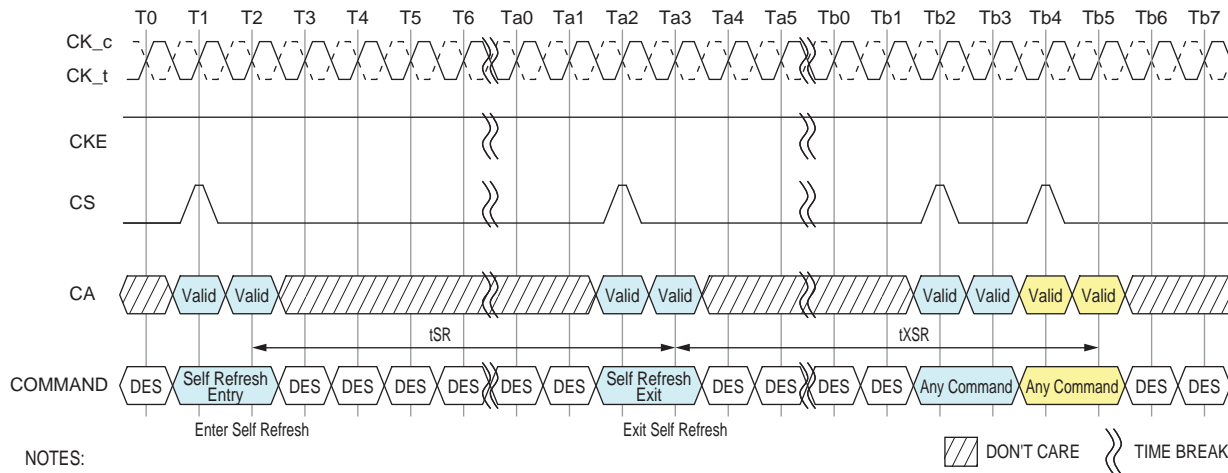 T0 T1 T2 T3 T4 T5 T6 Ta0 Ta1 Ta2 Ta3 Ta4 Ta5 Tb0 Tb1 Tb2 Tb3 Tb4 Tb5 Tb6 Tb7
CK_c
CK_t
CKE
CS
CA Valid Valid Valid Valid Valid Valid Valid Valid
tSR tXSR
COMMAND DES Self Refresh Entry DES DES DES DES DES DES Self Refresh Exit DES DES DES DES Any Command Any Command DES DES
Enter Self Refresh Exit Self Refresh
DON'T CARE TIME BREAK
NOTES: